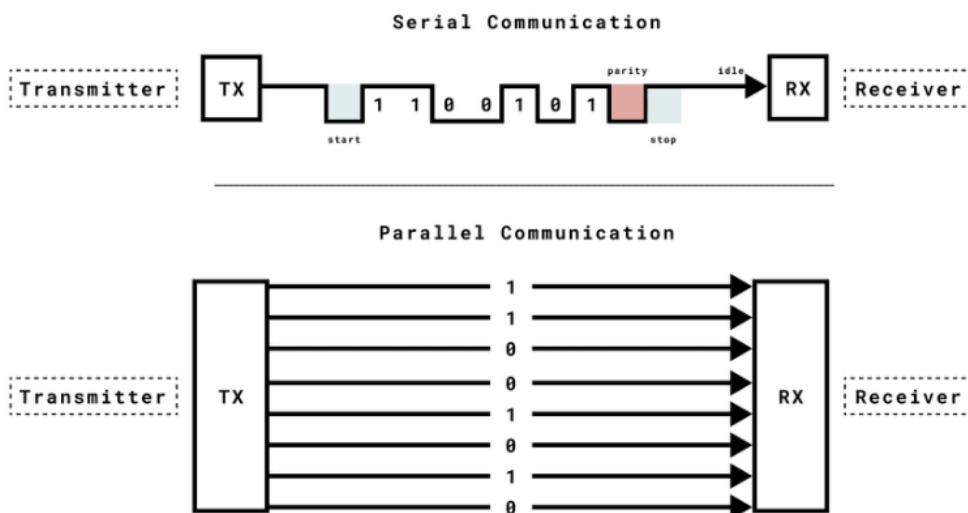 Serial Communication
parity
idle
Transmitter TX 1 1 0 0 1 0 1 RX Receiver
start
stop
Parallel Communication
1
1
0
0
Transmitter TX RX Receiver
1
0
1
0